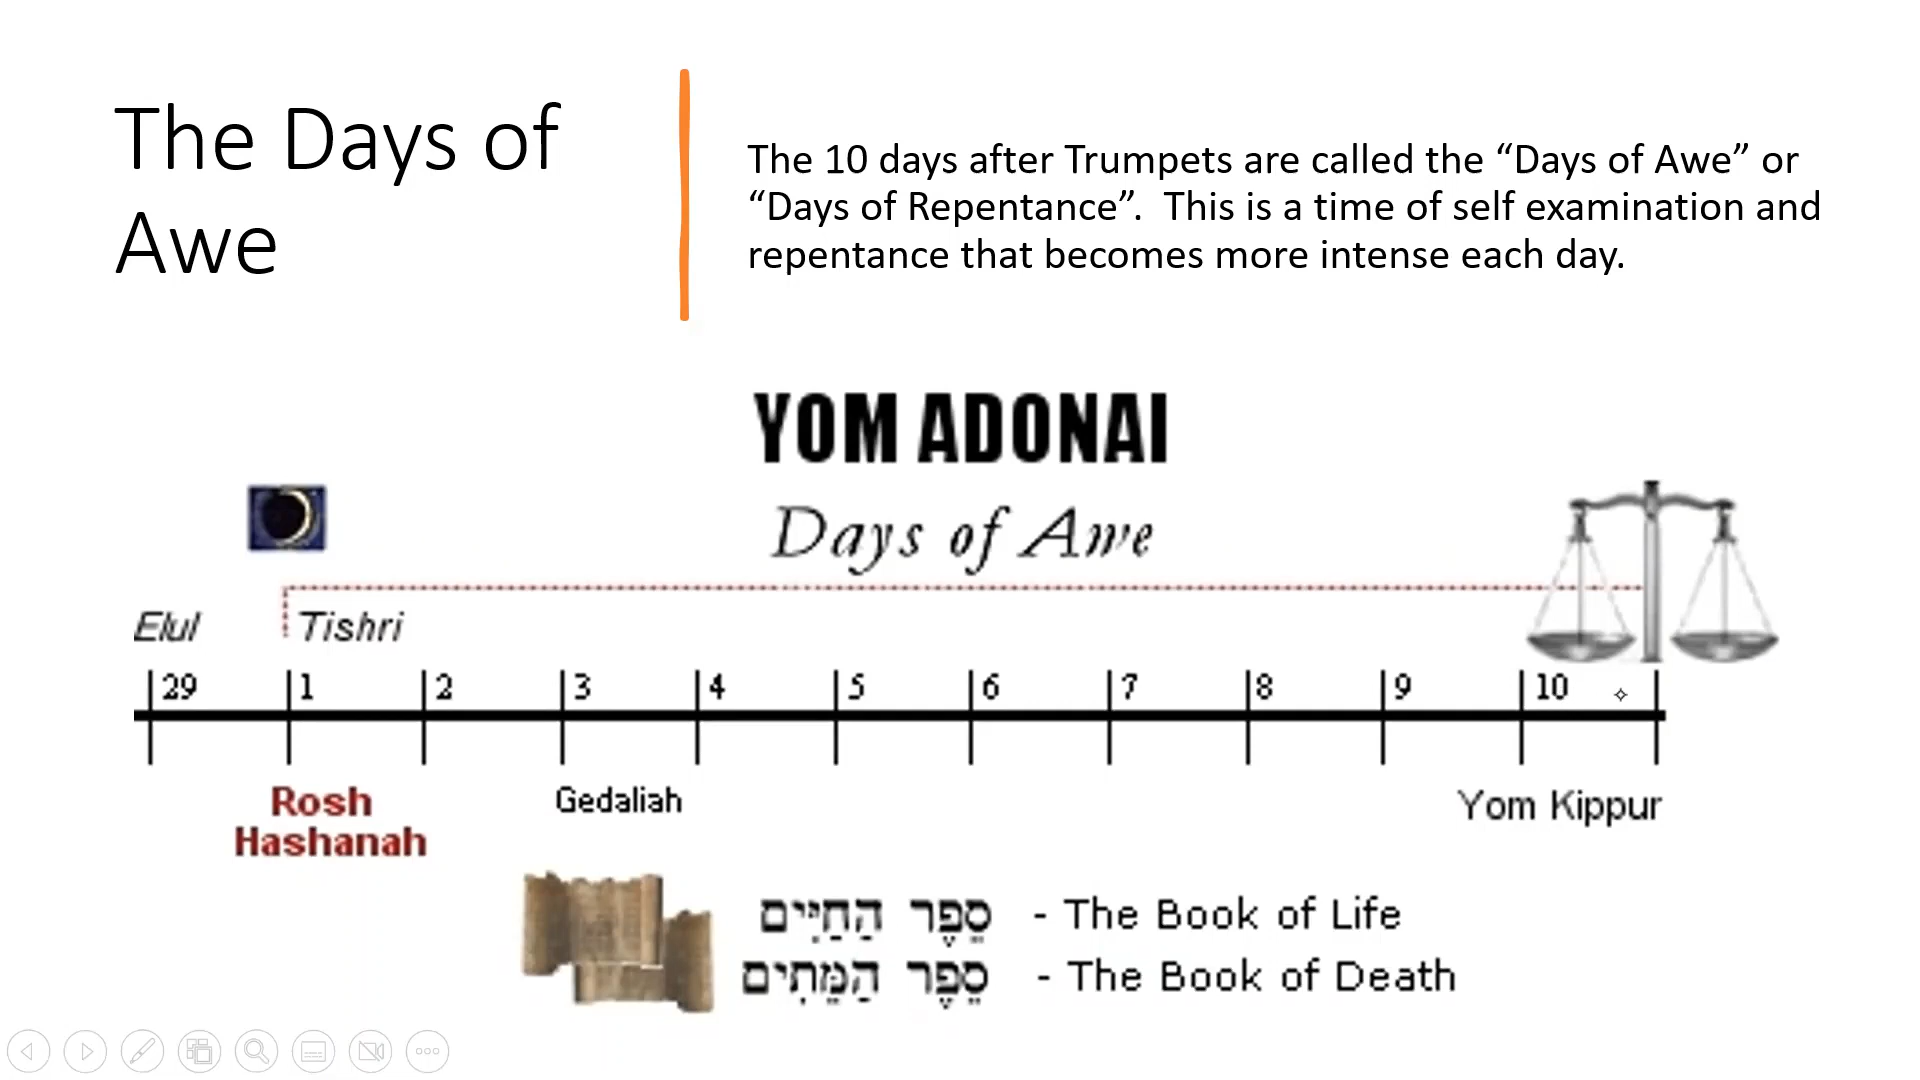 The Days of
Awe
The 10 days after Trumpets are called the “Days of Awe” or
“Days of Repentance”.  This is a time of self examination and
repentance that becomes more intense each day.
YOM ADONAI
Days of Awe
Elul Tishri
29 1 2 3 4 5 6 7 8 9 10
Rosh
Hashanah
Gedaliah
Yom Kippur
סֵפֶר הַחַיִּים - The Book of Life
סֵפֶר הַמֵּתִים - The Book of Death